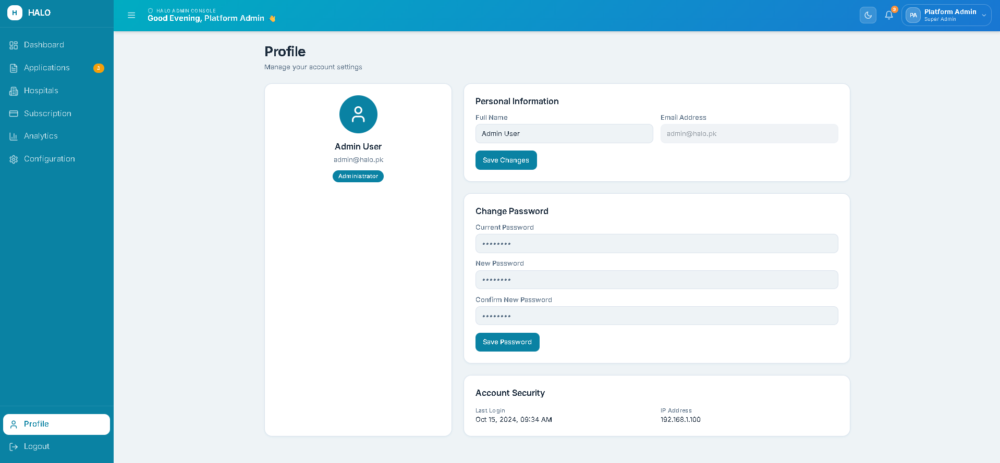 H HALO
HALO ADMIN CONSOLE
Good Evening, Platform Admin 👋
3
PA Platform Admin
Super Admin
Dashboard
Applications 3
Hospitals
Subscription
Analytics
Configuration
Profile
Logout
Profile
Manage your account settings
Admin User
admin@halo.pk
Administrator
Personal Information
Full Name Email Address
Admin User admin@halo.pk
Save Changes
Change Password
Current Password
••••••••
New Password
••••••••
Confirm New Password
••••••••
Save Password
Account Security
Last Login IP Address
Oct 15, 2024, 09:34 AM 192.168.1.100